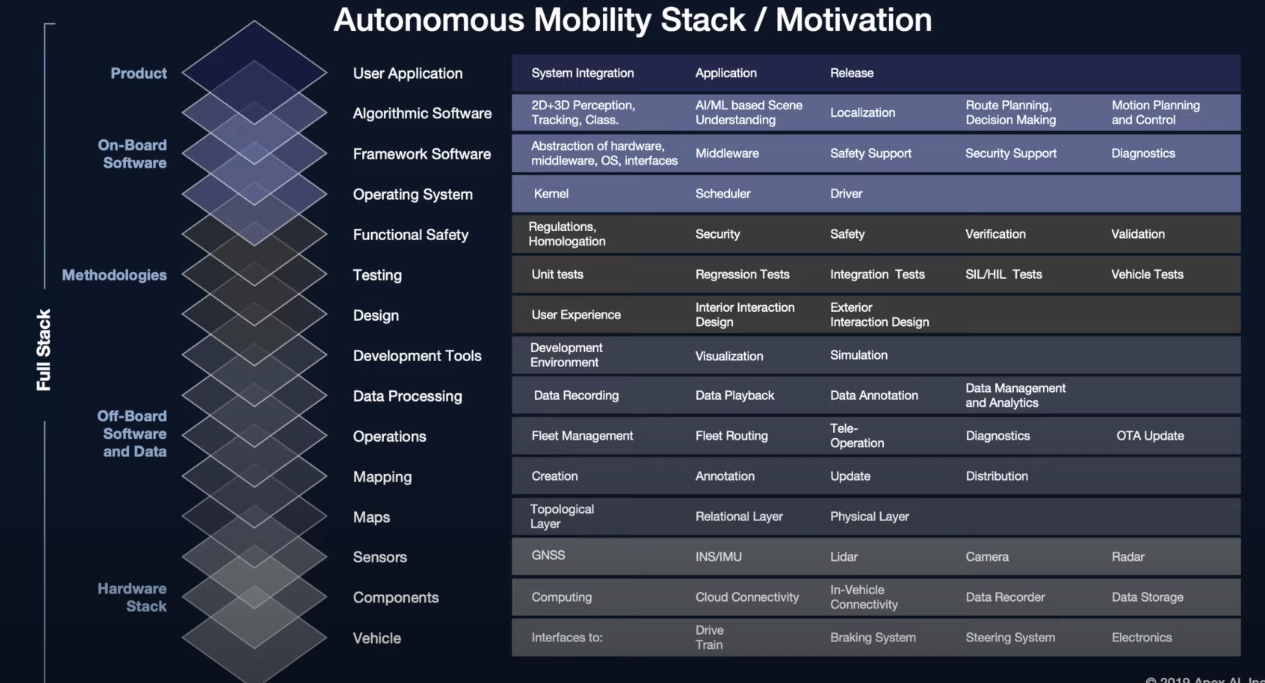 Autonomous Mobility Stack / Motivation
Full Stack
Product
User Application
System Integration
Application
Release
On-Board
Software
Algorithmic Software
2D+3D Perception,
Tracking, Class.
AI/ML based Scene
Understanding
Localization
Route Planning,
Decision Making
Motion Planning
and Control
Framework Software
Abstraction of hardware,
middleware, OS, interfaces
Middleware
Safety Support
Security Support
Diagnostics
Operating System
Kernel
Scheduler
Driver
Methodologies
Functional Safety
Regulations,
Homologation
Security
Safety
Verification
Validation
Testing
Unit tests
Regression Tests
Integration Tests
SIL/HIL Tests
Vehicle Tests
Design
User Experience
Interior Interaction
Design
Exterior
Interaction Design
Off-Board
Software
and Data
Development Tools
Development
Environment
Visualization
Simulation
Data Processing
Data Recording
Data Playback
Data Annotation
Data Management
and Analytics
Operations
Fleet Management
Fleet Routing
Tele-
Operation
Diagnostics
OTA Update
Mapping
Creation
Annotation
Update
Distribution
Maps
Topological
Layer
Relational Layer
Physical Layer
Hardware
Stack
Sensors
GNSS
INS/IMU
Lidar
Camera
Radar
Components
Computing
Cloud Connectivity
In-Vehicle
Connectivity
Data Recorder
Data Storage
Vehicle
Interfaces to:
Drive
Train
Braking System
Steering System
Electronics
© 2019 Apex.AI, Inc